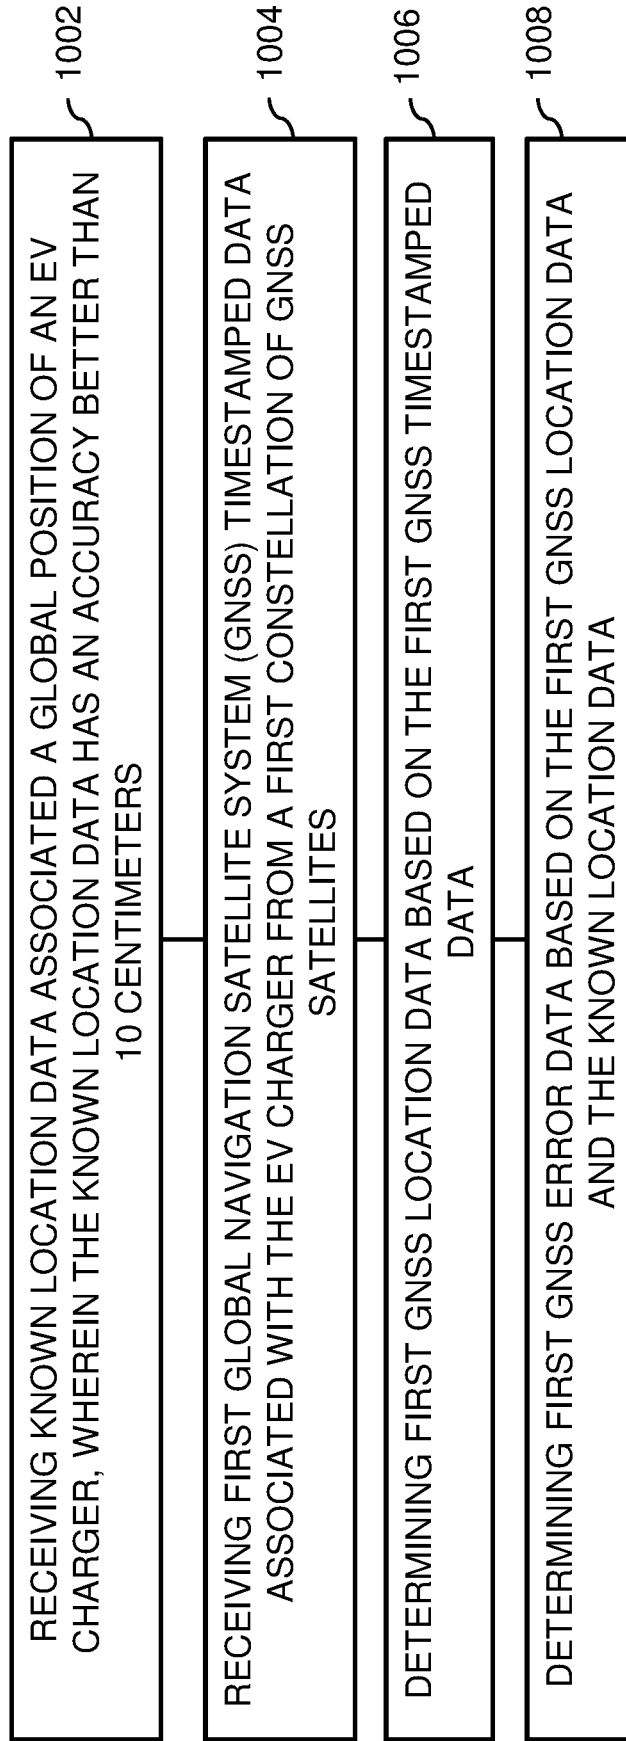 RECEIVING KNOWN LOCATION DATA ASSOCIATED A GLOBAL POSITION OF AN EV
CHARGER, WHEREIN THE KNOWN LOCATION DATA HAS AN ACCURACY BETTER THAN
10 CENTIMETERS
1002
RECEIVING FIRST GLOBAL NAVIGATION SATELLITE SYSTEM (GNSS) TIMESTAMPED DATA
ASSOCIATED WITH THE EV CHARGER FROM A FIRST CONSTELLATION OF GNSS
SATELLITES
1004
DETERMINING FIRST GNSS LOCATION DATA BASED ON THE FIRST GNSS TIMESTAMPED
DATA
1006
DETERMINING FIRST GNSS ERROR DATA BASED ON THE FIRST GNSS LOCATION DATA
AND THE KNOWN LOCATION DATA
1008